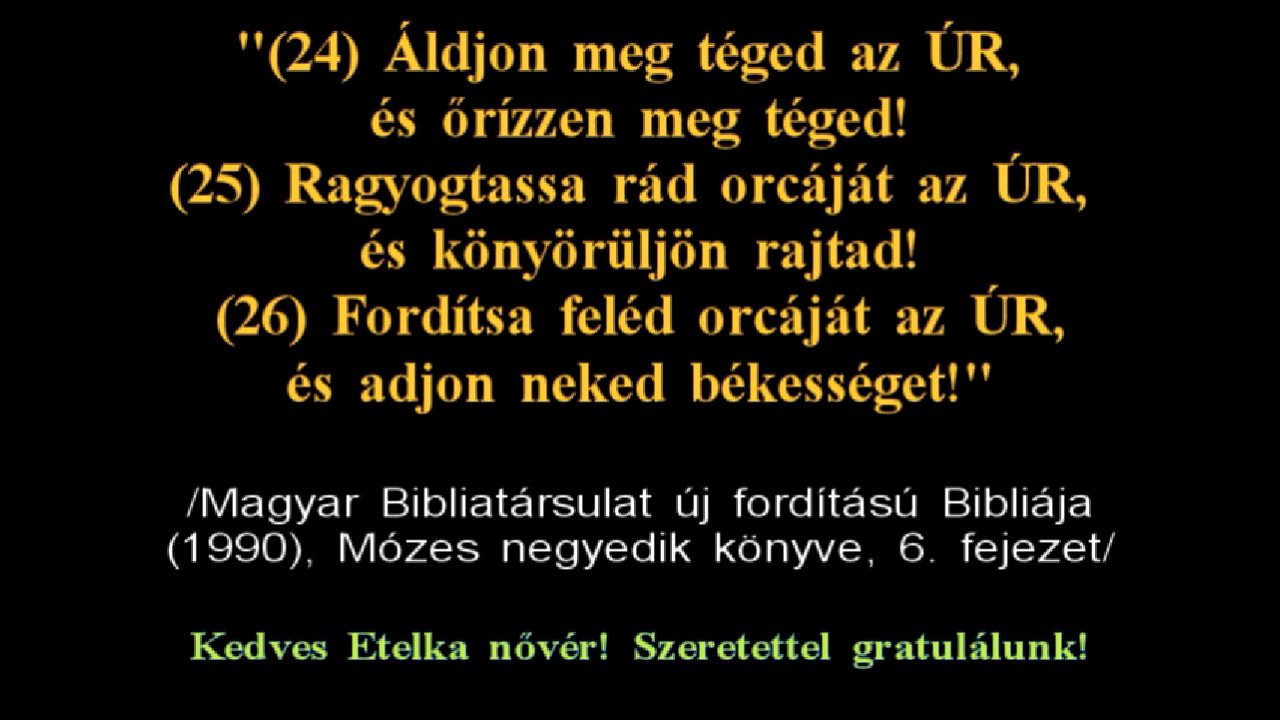 "(24) Áldjon meg téged az ÚR,
és őrízzen meg téged!
(25) Ragyogtassa rád orcáját az ÚR,
és könyörüljön rajtad!
(26) Fordítsa feléd orcáját az ÚR,
és adjon neked békességet!"
/Magyar Bibliatársulat új fordítású Bibliája
(1990), Mózes negyedik könyve, 6. fejezet/
Kedves Etelka nővér! Szeretettel gratulálunk!